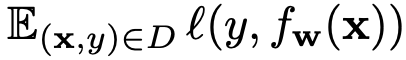 𝔼_{(𝐱,y)∈D} ℓ(y, f_𝐰(𝐱))